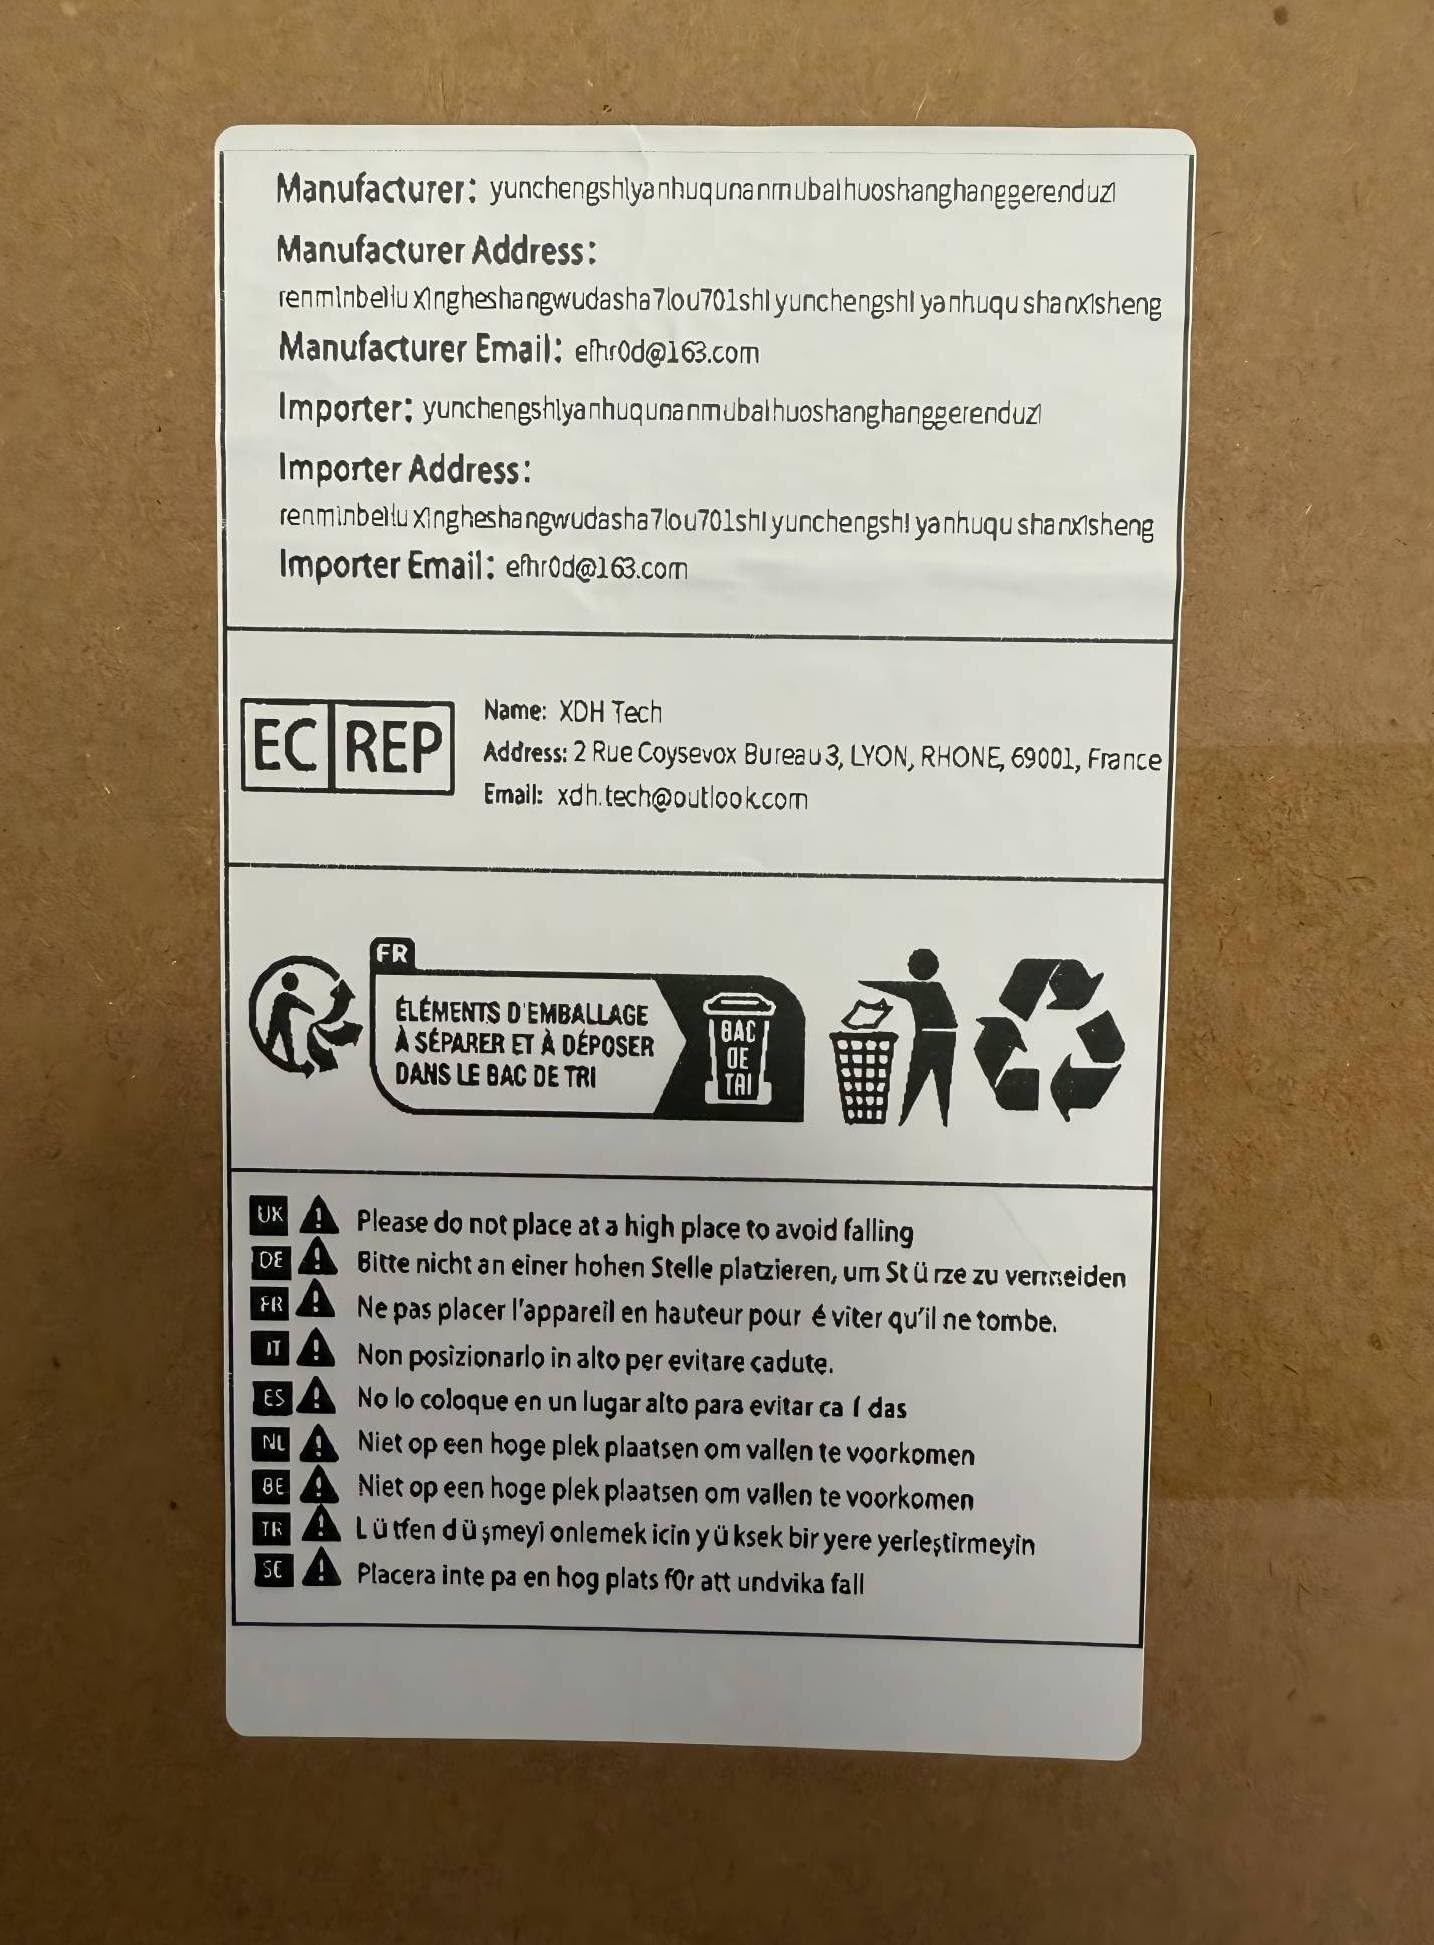 Manufacturer: yunchengshiyanhuqunanmubaihuoshanghanggerenduzi
Manufacturer Address:
renminbeilu xingheshangwudasha7lou701shi yunchengshi yanhuqu shanxisheng
Manufacturer Email: efhr0d@163.com
Importer: yunchengshiyanhuqunanmubaihuoshanghanggerenduzi
Importer Address:
renminbeilu xingheshangwudasha7lou701shi yunchengshi yanhuqu shanxisheng
Importer Email: efhr0d@163.com
EC REP
Name: XDH Tech
Address: 2 Rue Coysevox Bureau 3, LYON, RHONE, 69001, France
Email: xdh.tech@outlook.com
FR
ÉLÉMENTS D'EMBALLAGE
À SÉPARER ET À DÉPOSER
DANS LE BAC DE TRI
BAC
DE
TRI
UK Please do not place at a high place to avoid falling
DE Bitte nicht an einer hohen Stelle platzieren, um St ü rze zu vermeiden
FR Ne pas placer l'appareil en hauteur pour é viter qu'il ne tombe.
IT Non posizionarlo in alto per evitare cadute.
ES No lo coloque en un lugar alto para evitar ca í das
NL Niet op een hoge plek plaatsen om vallen te voorkomen
BE Niet op een hoge plek plaatsen om vallen te voorkomen
TR L ü tfen d ü şmeyi onlemek icin y ü ksek bir yere yerleştirmeyin
SE Placera inte pa en hog plats f0r att undvika fall